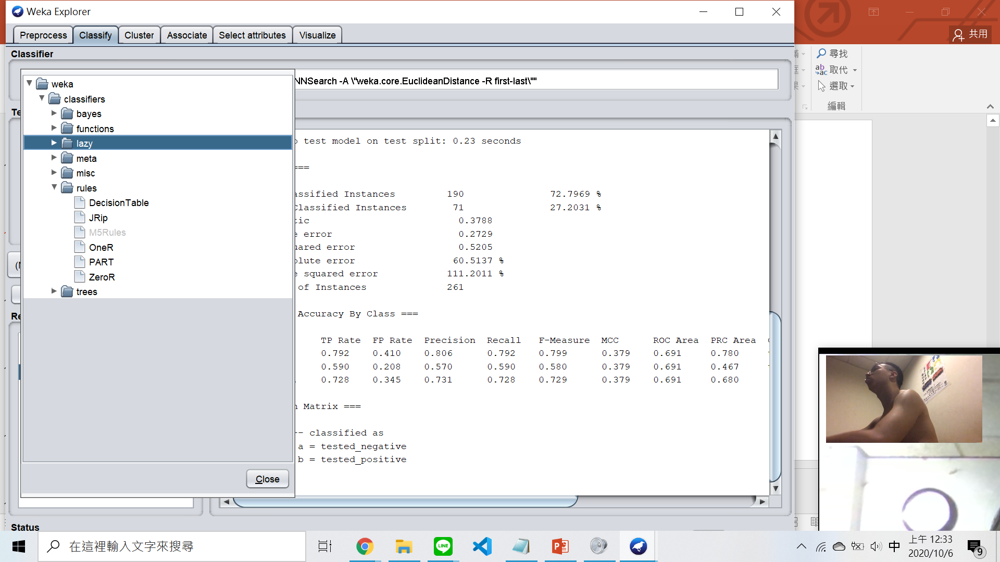 Weka Explorer
共用
Preprocess
Classify
Cluster
Associate
Select attributes
Visualize
Classifier
尋找
取代
選取
編輯
NNSearch -A \"weka.core.EuclideanDistance -R first-last\""
weka
classifiers
bayes
functions
lazy
meta
misc
rules
DecisionTable
JRip
M5Rules
OneR
PART
ZeroR
trees
Close
Te
(N
Re
test model on test split: 0.23 seconds
===
assified Instances 190 72.7969 %
Classified Instances 71 27.2031 %
tic 0.3788
e error 0.2729
uared error 0.5205
olute error 60.5137 %
e squared error 111.2011 %
of Instances 261
Accuracy By Class ===
TP Rate FP Rate Precision Recall F-Measure MCC ROC Area PRC Area
0.792 0.410 0.806 0.792 0.799 0.379 0.691 0.780
0.590 0.208 0.570 0.590 0.580 0.379 0.691 0.467
0.728 0.345 0.731 0.728 0.729 0.379 0.691 0.680
Matrix ===
-- classified as
a = tested_negative
b = tested_positive
Status
在這裡輸入文字來搜尋
LINE
中
上午 12:33
2020/10/6
9